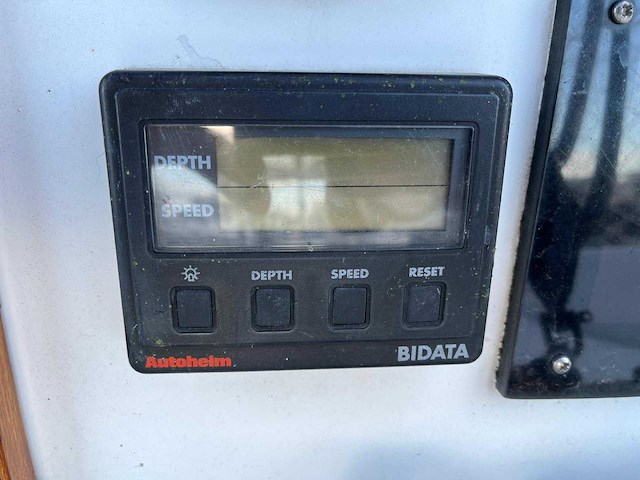 DEPTH
SPEED
DEPTH SPEED RESET
Autohelm BIDATA